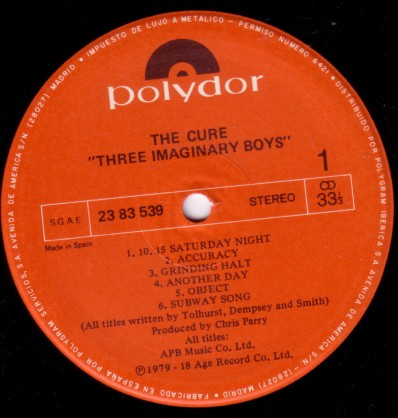 IMPUESTO DE LUJO A METALICO - PERMISO NUMERO 6421 - DISTRIBUIDO POR POLYGRAM IBERICA S/A AVENIDA DE AMERICA S/N - (28027) MADRID
FABRICADO EN ESPAÑA POR POLYGRAM SERVICIOS, S.A. AVENIDA DE AMERICA S/N. (28027) MADRID
polydor
THE CURE
"THREE IMAGINARY BOYS"
1
S.G.A.E.
23 83 539
STEREO
33⅓
Made in Spain
1. 10. 15 SATURDAY NIGHT
2. ACCURACY
3. GRINDING HALT
4. ANOTHER DAY
5. OBJECT
6. SUBWAY SONG
(All titles written by Tolhurst, Dempsey and Smith)
Produced by Chris Parry
All titles:
APB Music Co. Ltd.
Ⓟ 1979 - 18 Age Record Co. Ltd.